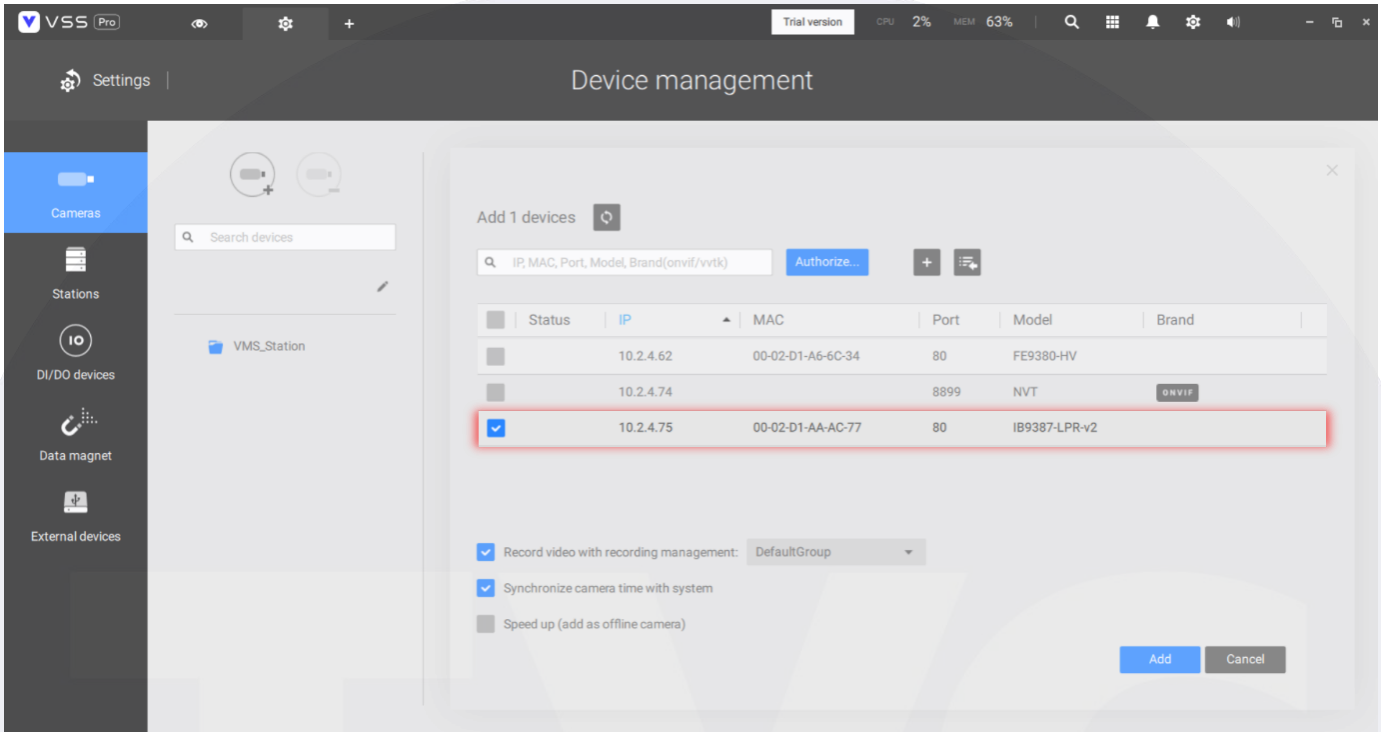 VSS Pro
Trial version CPU 2% MEM 63%
Settings
Device management
Cameras
Stations
IO
DI/DO devices
Data magnet
External devices
Search devices
VMS_Station
Add 1 devices
IP, MAC, Port, Model, Brand(onvif/vvtk) Authorize...
Status IP MAC Port Model Brand
10.2.4.62 00-02-D1-A6-6C-34 80 FE9380-HV
10.2.4.74 8899 NVT ONVIF
10.2.4.75 00-02-D1-AA-AC-77 80 IB9387-LPR-v2
Record video with recording management: DefaultGroup
Synchronize camera time with system
Speed up (add as offline camera)
Add Cancel